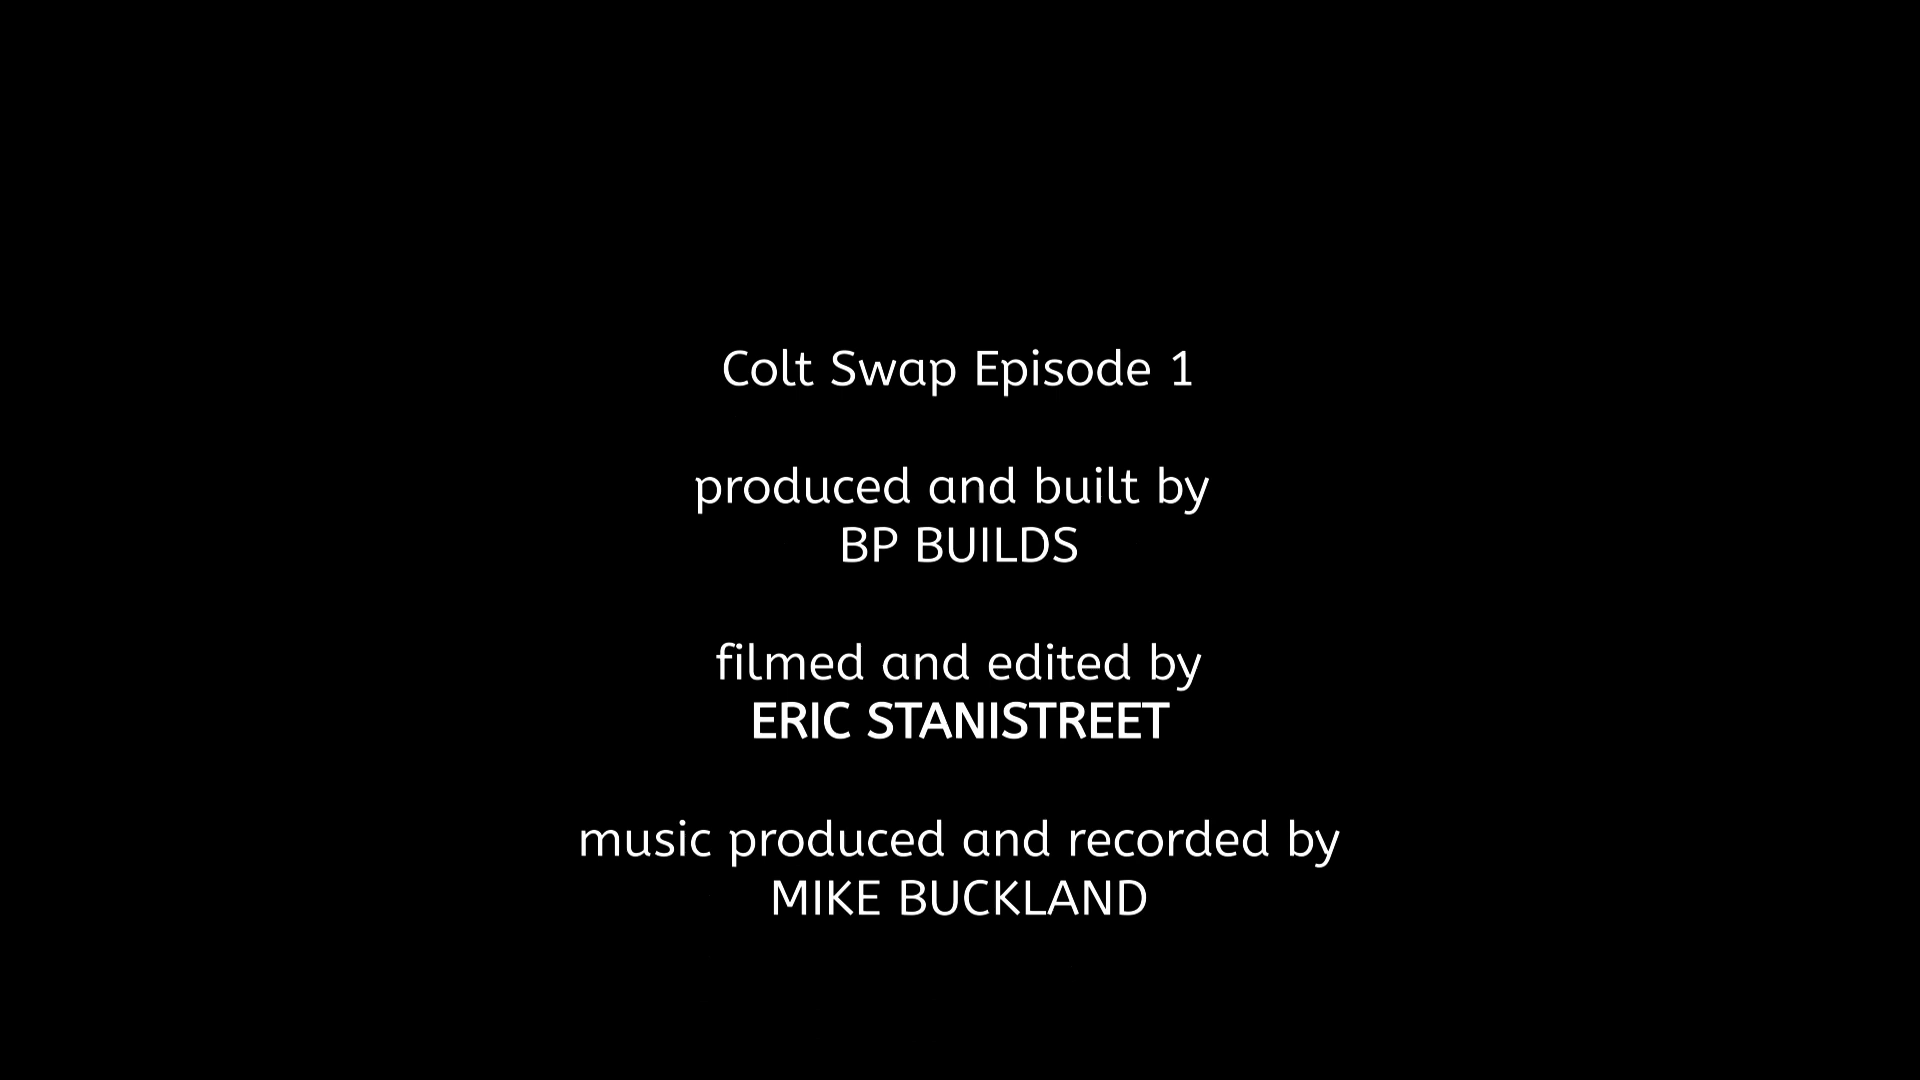 Colt Swap Episode 1
produced and built by
BP BUILDS
filmed and edited by
ERIC STANISTREET
music produced and recorded by
MIKE BUCKLAND